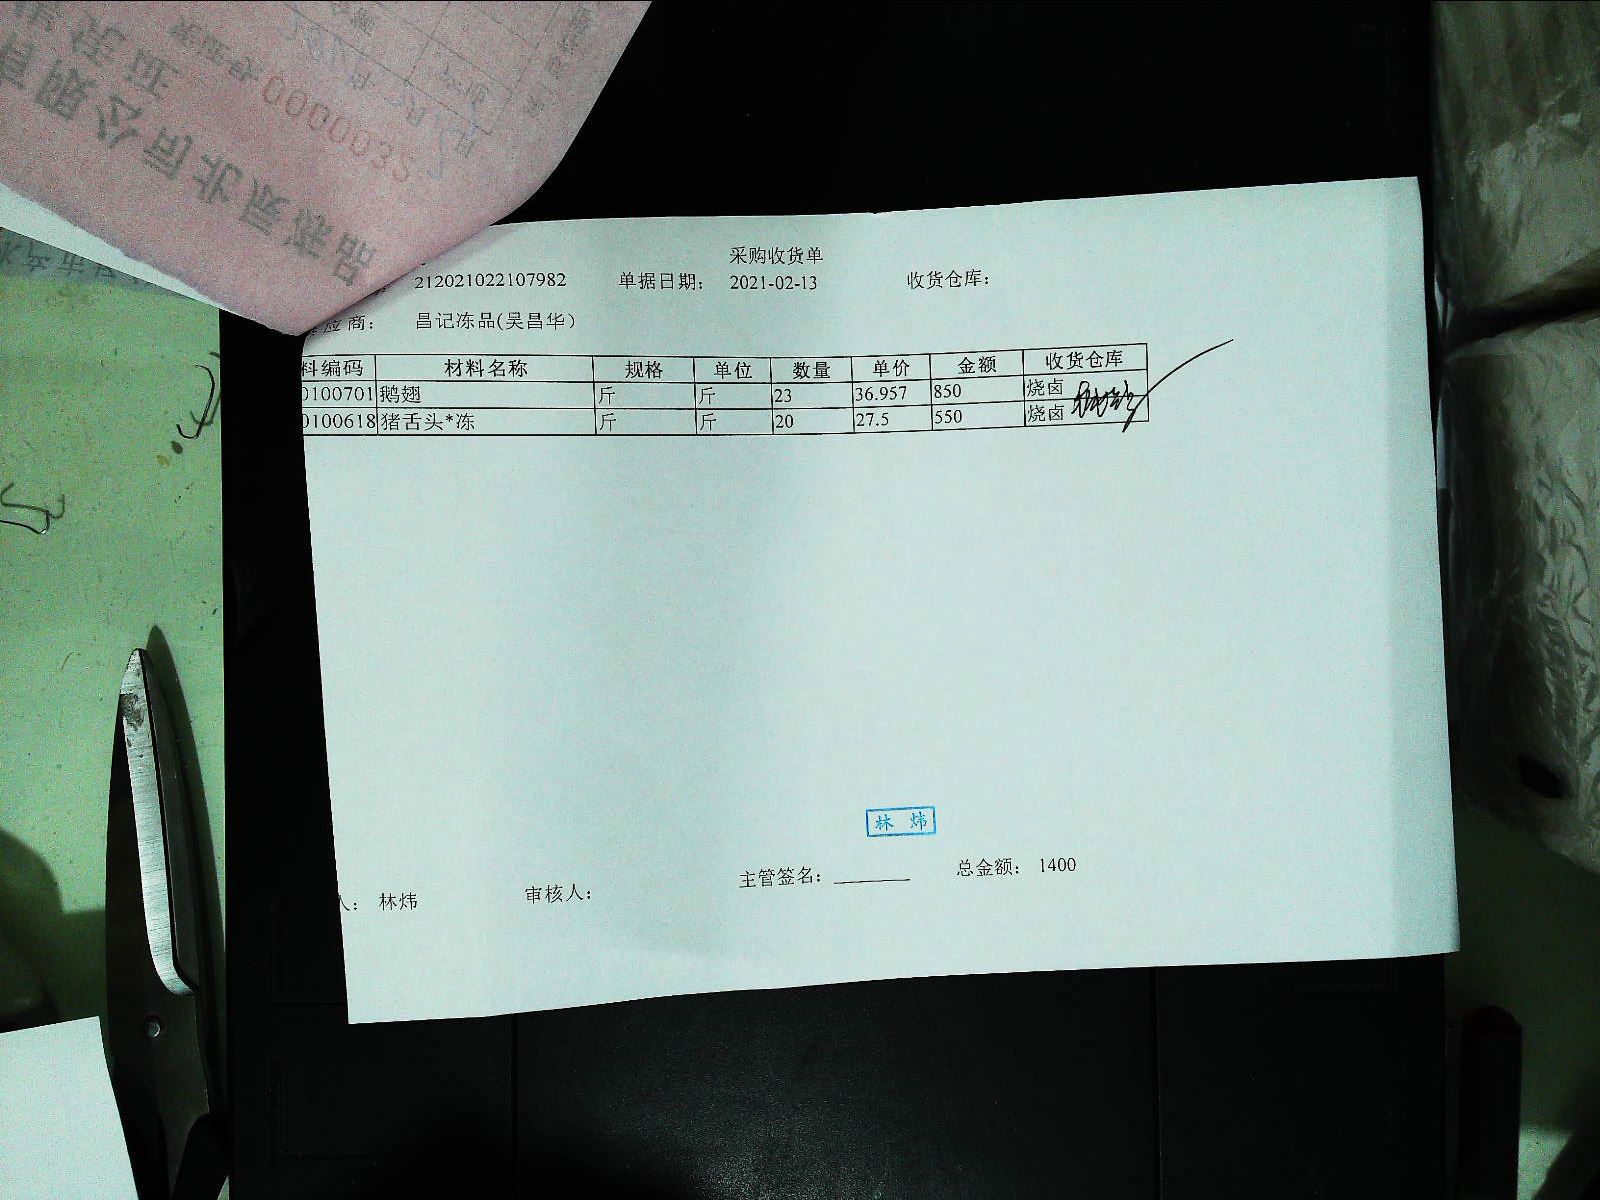 0000035
采购收货单
212021022107982 单据日期: 2021-02-13 收货仓库:
应商: 昌记冻品(吴昌华)
料编码 材料名称 规格 单位 数量 单价 金额 收货仓库
0100701 鹅翅 斤 斤 23 36.957 850 烧卤
0100618 猪舌头*冻 斤 斤 20 27.5 550 烧卤
林 炜
人: 林炜 审核人: 主管签名: 总金额: 1400